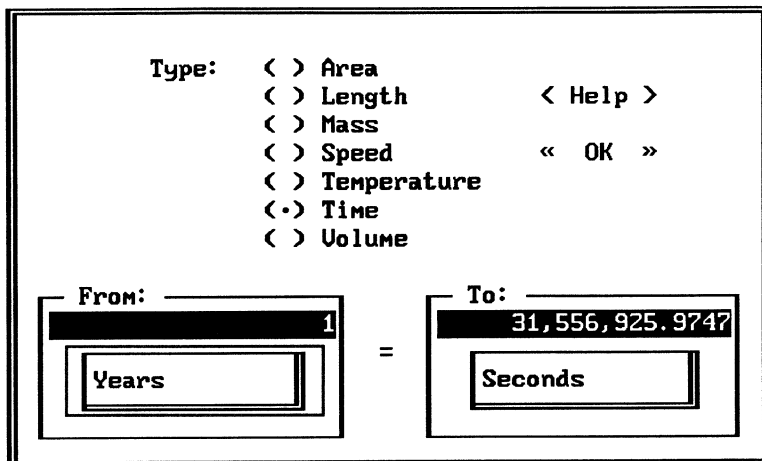 Type: ( ) Area
( ) Length < Help >
( ) Mass
( ) Speed « OK »
( ) Temperature
(·) Time
( ) Volume
From: To:
1 = 31,556,925.9747
Years Seconds